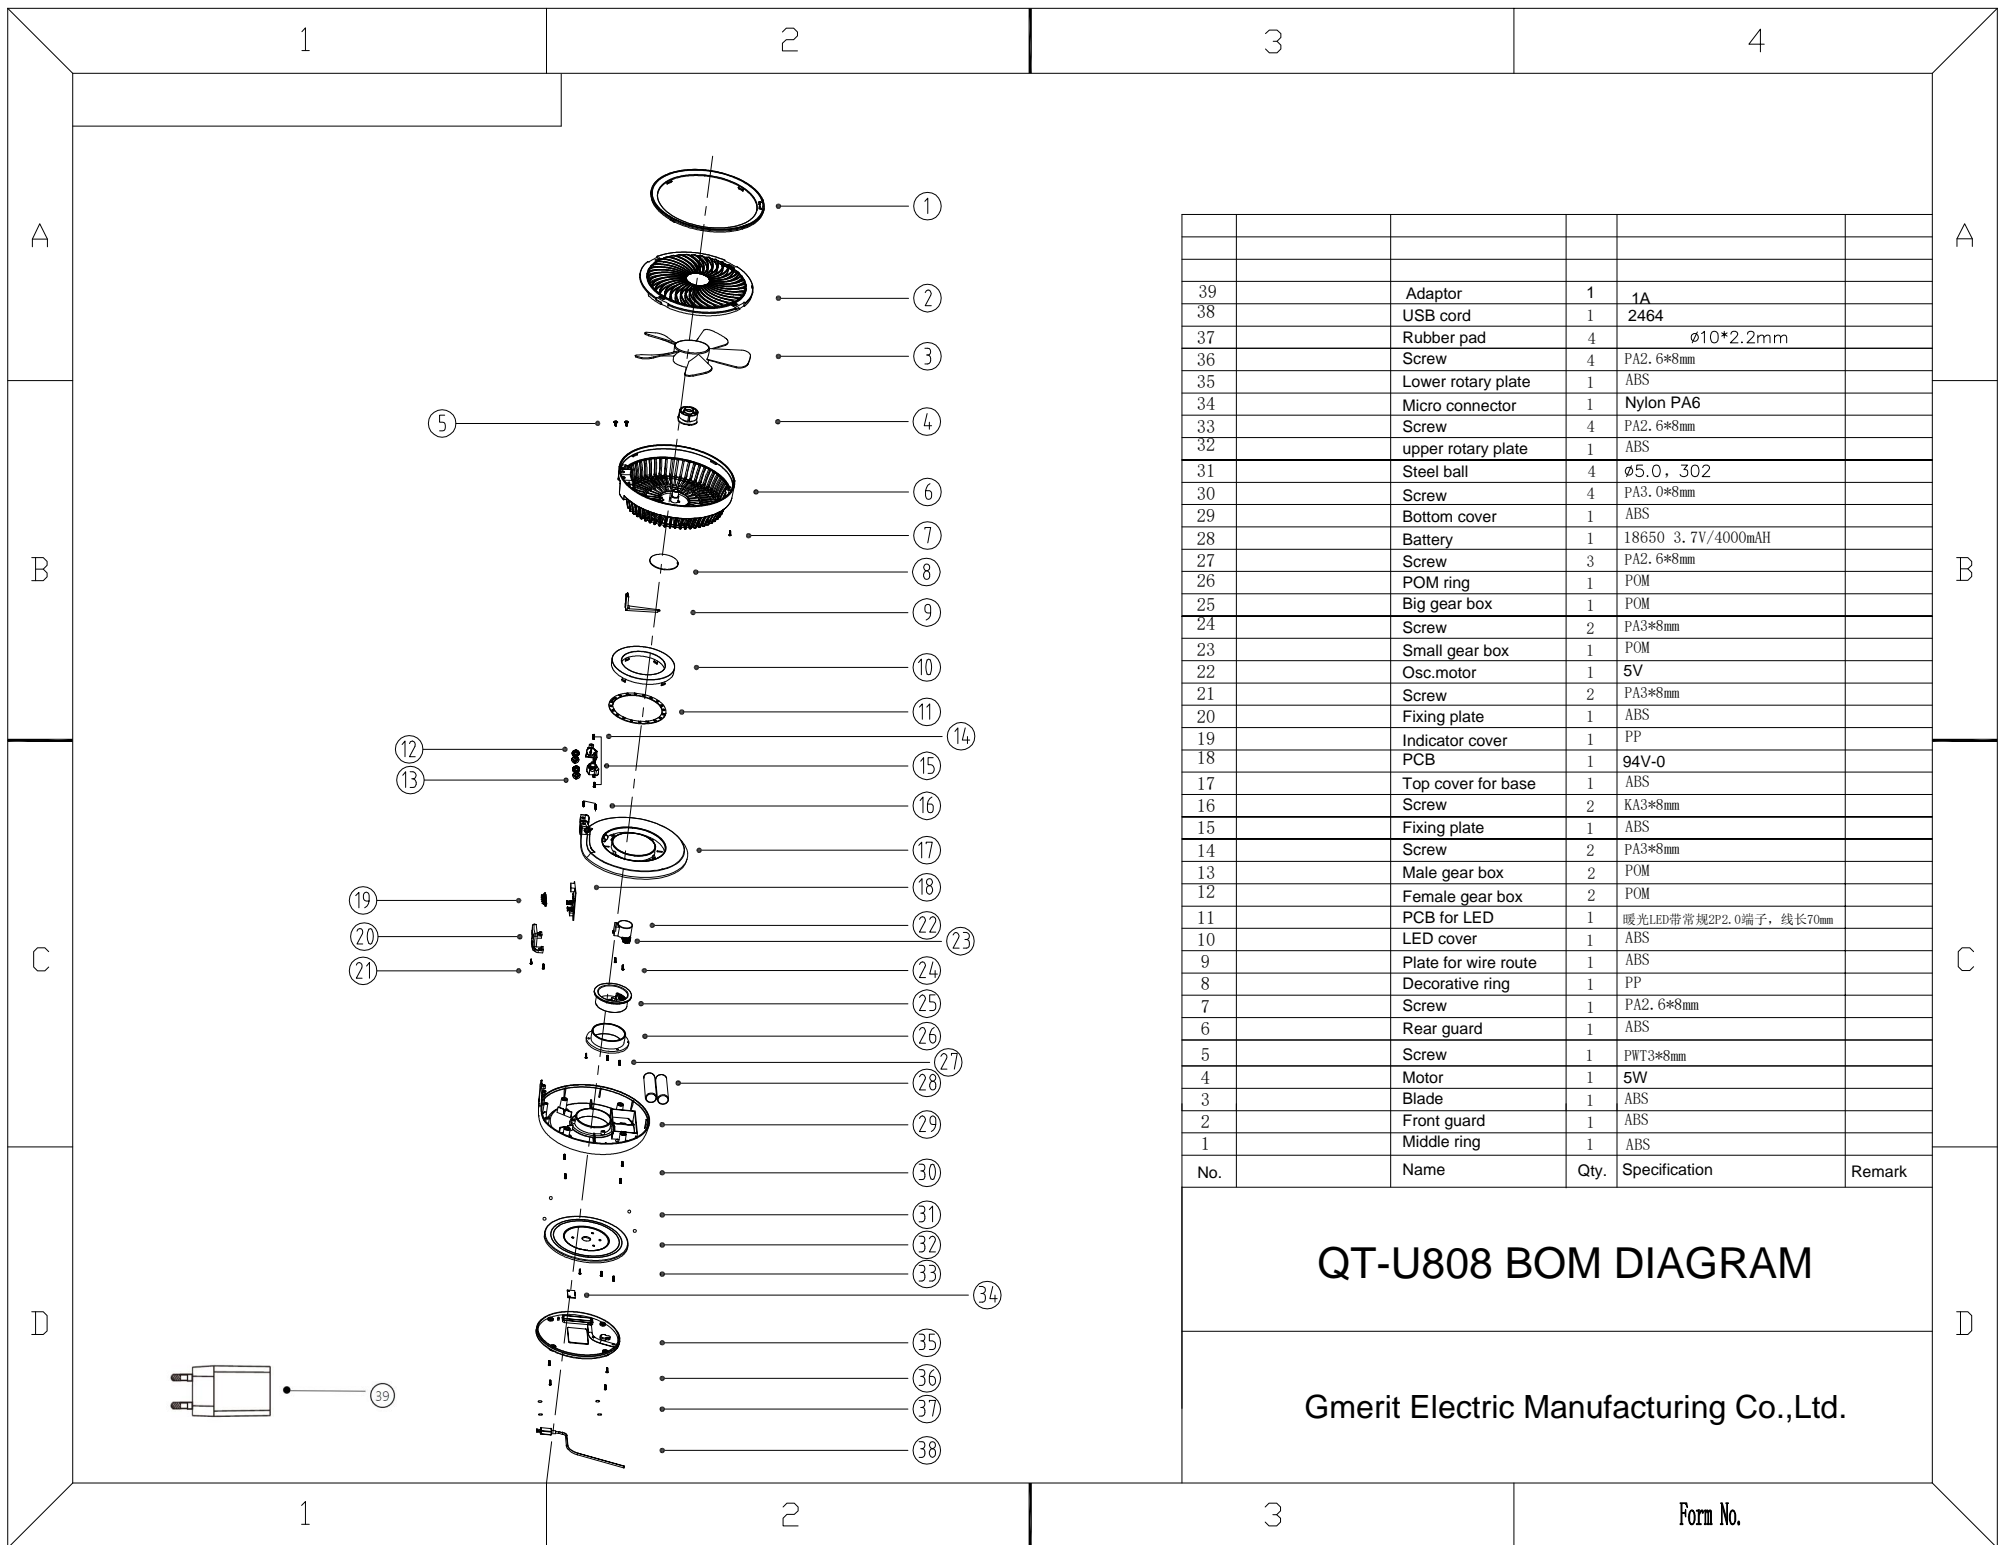 1 2 3 4
A A
B B
C C
D D
1
2
3
4
5
6
7
8
9
10
11
14
12
15
13
16
17
18
19
22
20
23
21
24
25
26
27
28
29
30
31
32
33
34
35
36
39
37
38
39 Adaptor 1 1A
38 USB cord 1 2464
37 Rubber pad 4 ø10*2.2mm
36 Screw 4 PA2.6*8mm
35 Lower rotary plate 1 ABS
34 Micro connector 1 Nylon PA6
33 Screw 4 PA2.6*8mm
32 upper rotary plate 1 ABS
31 Steel ball 4 ø5.0, 302
30 Screw 4 PA3.0*8mm
29 Bottom cover 1 ABS
28 Battery 1 18650 3.7V/4000mAH
27 Screw 3 PA2.6*8mm
26 POM ring 1 POM
25 Big gear box 1 POM
24 Screw 2 PA3*8mm
23 Small gear box 1 POM
22 Osc.motor 1 5V
21 Screw 2 PA3*8mm
20 Fixing plate 1 ABS
19 Indicator cover 1 PP
18 PCB 1 94V-0
17 Top cover for base 1 ABS
16 Screw 2 KA3*8mm
15 Fixing plate 1 ABS
14 Screw 2 PA3*8mm
13 Male gear box 2 POM
12 Female gear box 2 POM
11 PCB for LED 1 暖光LED带常规2P2.0端子，线长70mm
10 LED cover 1 ABS
9 Plate for wire route 1 ABS
8 Decorative ring 1 PP
7 Screw 1 PA2.6*8mm
6 Rear guard 1 ABS
5 Screw 1 PWT3*8mm
4 Motor 1 5W
3 Blade 1 ABS
2 Front guard 1 ABS
1 Middle ring 1 ABS
No. Name Qty. Specification Remark
QT-U808 BOM DIAGRAM
Gmerit Electric Manufacturing Co.,Ltd.
1 2 3 Form No.